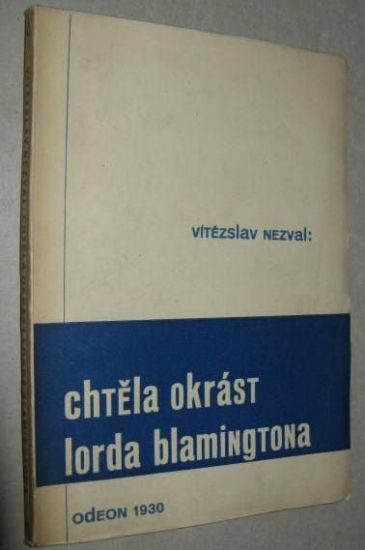 vítězslav nezval:
chtěla okrást
lorda blamingtona
odeon 1930